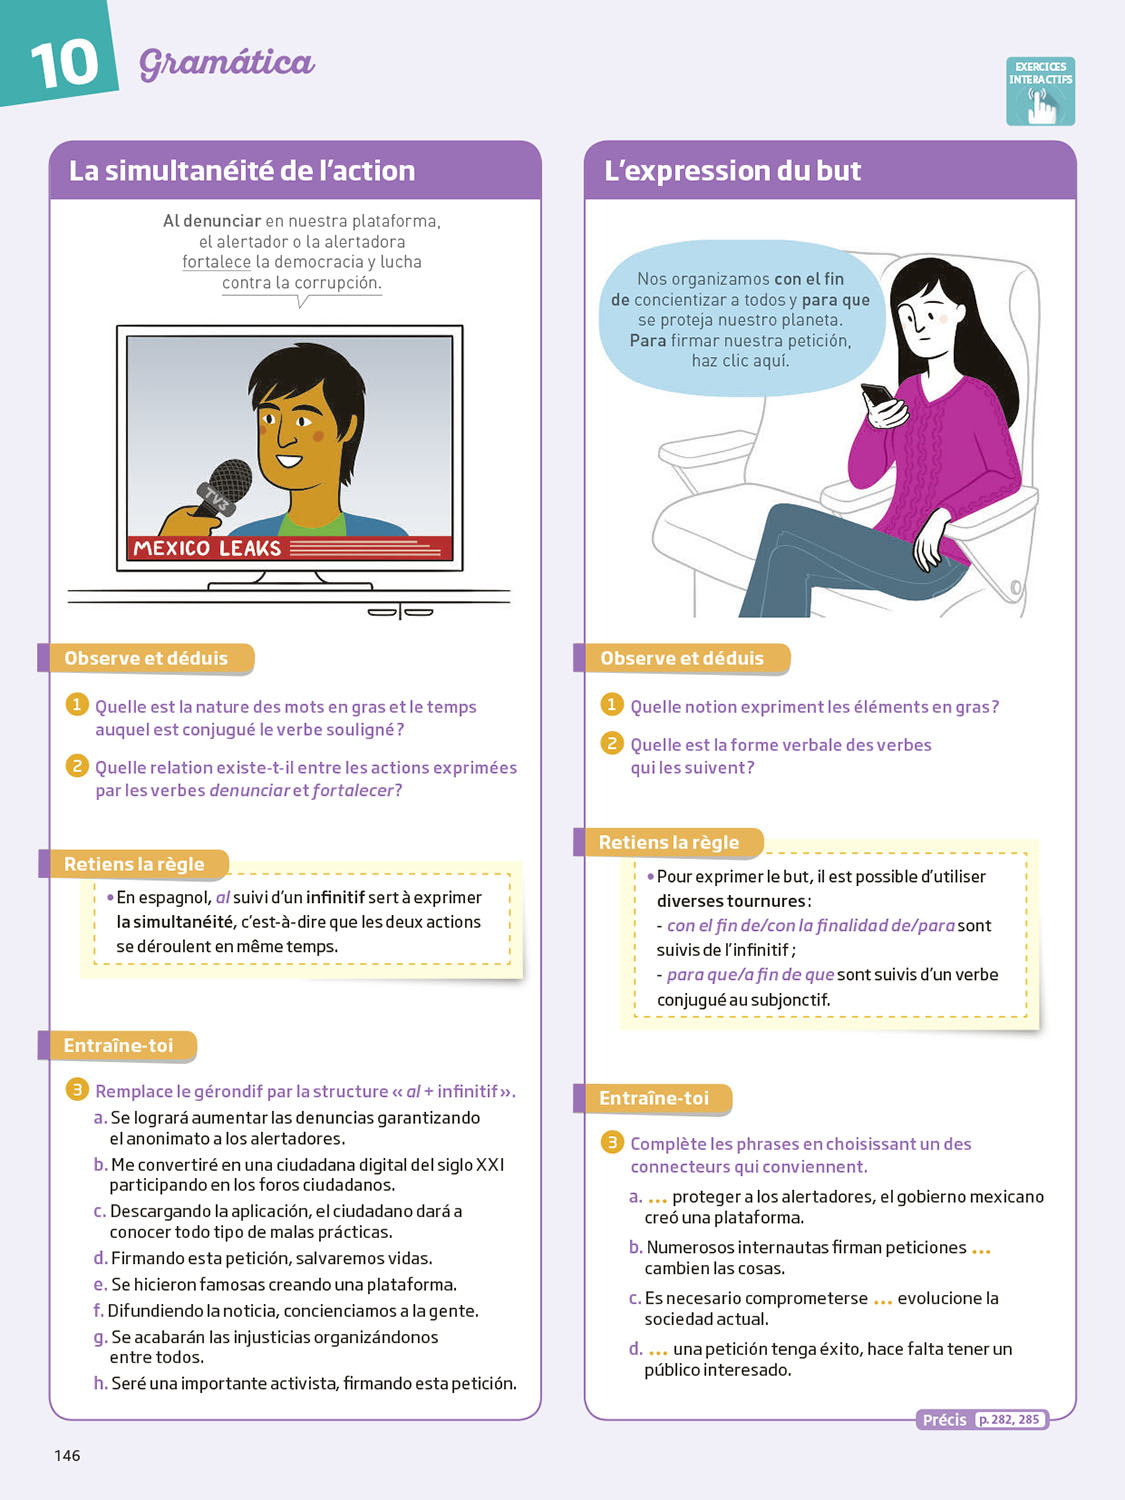 10
Gramática
EXERCICES
INTERACTIFS
La simultanéité de l'action
Al denunciar en nuestra plataforma,
el alertador o la alertadora
fortalece la democracia y lucha
contra la corrupción.
TV3
MEXICO LEAKS
Observe et déduis
1 Quelle est la nature des mots en gras et le temps
auquel est conjugué le verbe souligné ?
2 Quelle relation existe-t-il entre les actions exprimées
par les verbes denunciar et fortalecer ?
Retiens la règle
• En espagnol, al suivi d'un infinitif sert à exprimer
la simultanéité, c'est-à-dire que les deux actions
se déroulent en même temps.
Entraîne-toi
3 Remplace le gérondif par la structure « al + infinitif ».
a. Se logrará aumentar las denuncias garantizando
el anonimato a los alertadores.
b. Me convertiré en una ciudadana digital del siglo XXI
participando en los foros ciudadanos.
c. Descargando la aplicación, el ciudadano dará a
conocer todo tipo de malas prácticas.
d. Firmando esta petición, salvaremos vidas.
e. Se hicieron famosas creando una plataforma.
f. Difundiendo la noticia, concienciamos a la gente.
g. Se acabarán las injusticias organizándonos
entre todos.
h. Seré una importante activista, firmando esta petición.
L'expression du but
Nos organizamos con el fin
de concientizar a todos y para que
se proteja nuestro planeta.
Para firmar nuestra petición,
haz clic aquí.
Observe et déduis
1 Quelle notion expriment les éléments en gras ?
2 Quelle est la forme verbale des verbes
qui les suivent ?
Retiens la règle
• Pour exprimer le but, il est possible d'utiliser
diverses tournures :
- con el fin de/con la finalidad de/para sont
suivis de l'infinitif ;
- para que/a fin de que sont suivis d'un verbe
conjugué au subjonctif.
Entraîne-toi
3 Complète les phrases en choisissant un des
connecteurs qui conviennent.
a. ... proteger a los alertadores, el gobierno mexicano
creó una plataforma.
b. Numerosos internautas firman peticiones ...
cambien las cosas.
c. Es necesario comprometerse ... evolucione la
sociedad actual.
d. ... una petición tenga éxito, hace falta tener un
público interesado.
Précis p. 282, 285
146